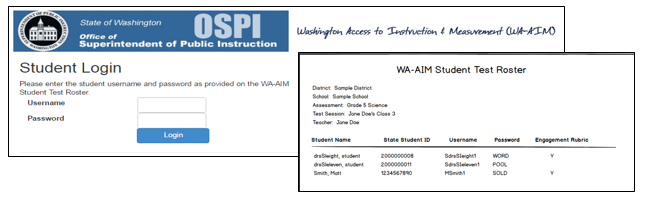 State of Washington
OSPI
Office of
Superintendent of Public Instruction
Washington Access to Instruction & Measurement (WA-AIM)
Student Login
Please enter the student username and password as provided on the WA-AIM
Student Test Roster.
Username
Password
Login
WA-AIM Student Test Roster
District: Sample District
School: Sample School
Assessment: Grade 5 Science
Test Session: Jane Doe's Class 3
Teacher: Jane Doe
Student Name State Student ID Username Password Engagement Rubric
drsSleight, student 2000000008 SdrsSleight1 WORD Y
drsSleleven, student 2000000011 SdrsSleleven1 POOL
Smith, Matt 1234567890 MSmith1 SOLD Y